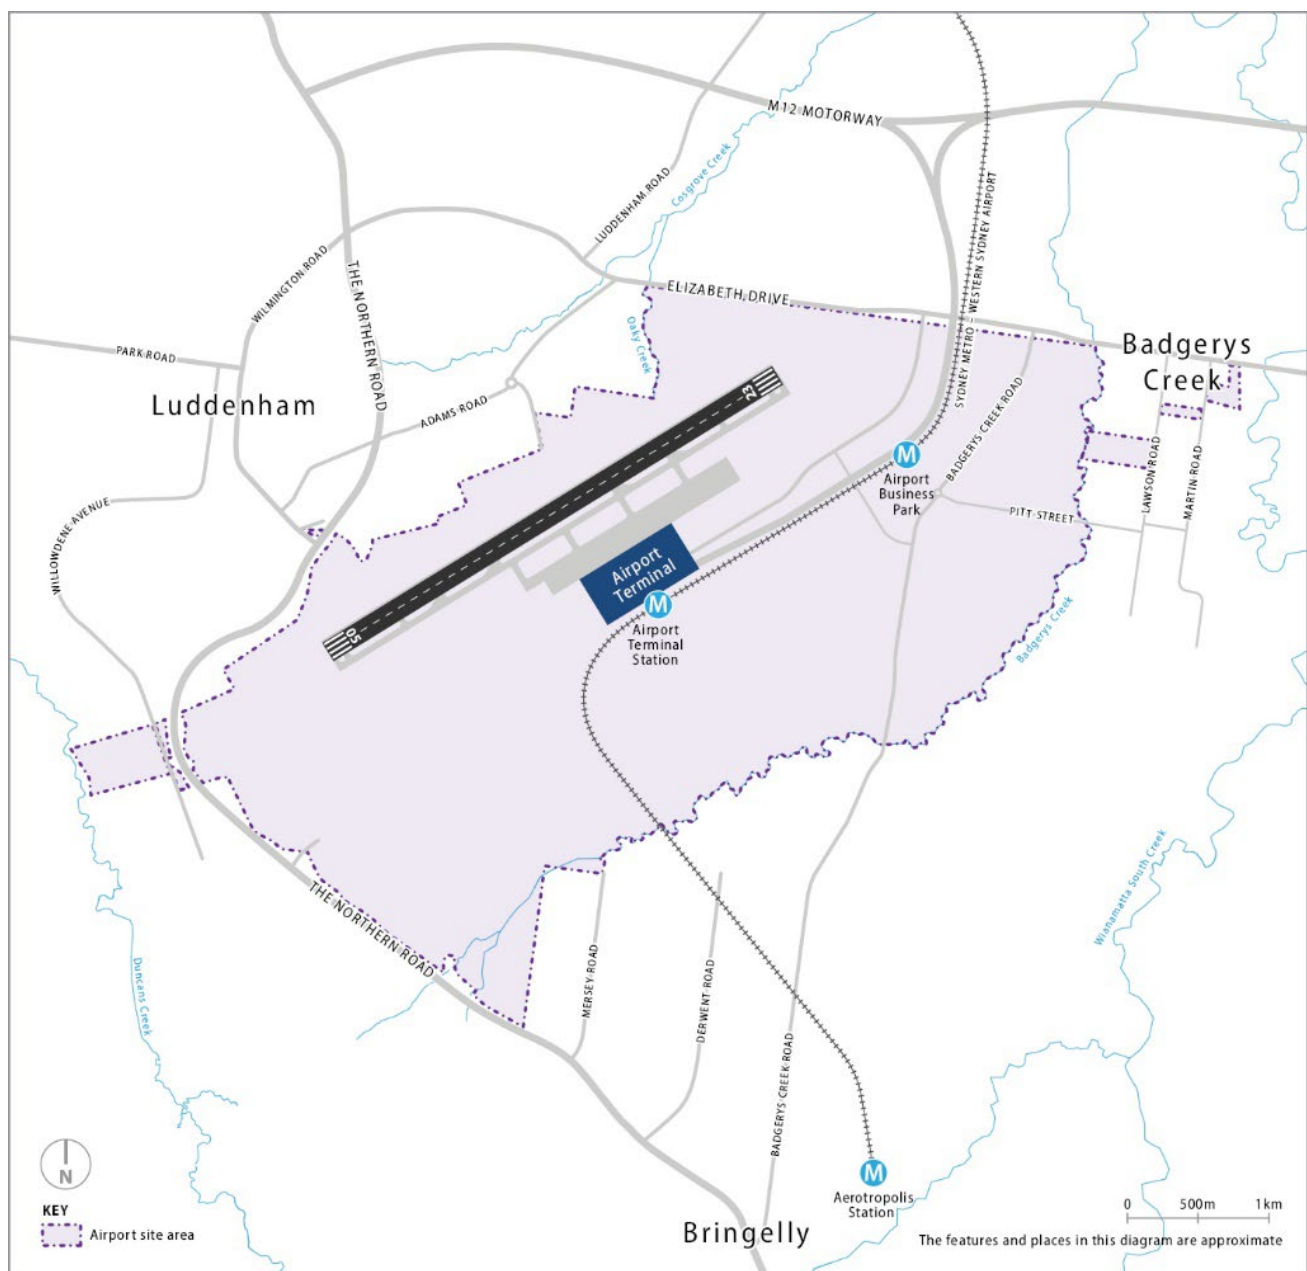 M12 MOTORWAY
Cosgrove Creek
LUDDENHAM ROAD
SYDNEY METRO – WESTERN SYDNEY AIRPORT
WILMINGTON ROAD
THE NORTHERN ROAD
ELIZABETH DRIVE
Oaky Creek
PARK ROAD
Badgerys
Creek
Luddenham
ADAMS ROAD
23
BADGERYS CREEK ROAD
M
Airport
Business
Park
LAWSON ROAD
MARTIN ROAD
PITT STREET
WILLOWDENE AVENUE
Airport
Terminal
M
Airport
Terminal
Station
05
Badgerys Creek
Wianamatta South Creek
THE NORTHERN ROAD
Duncans Creek
MERSEY ROAD
DERWENT ROAD
BADGERYS CREEK ROAD
M
Aerotropolis
Station
Bringelly
N
KEY
Airport site area
0 500m 1km
The features and places in this diagram are approximate